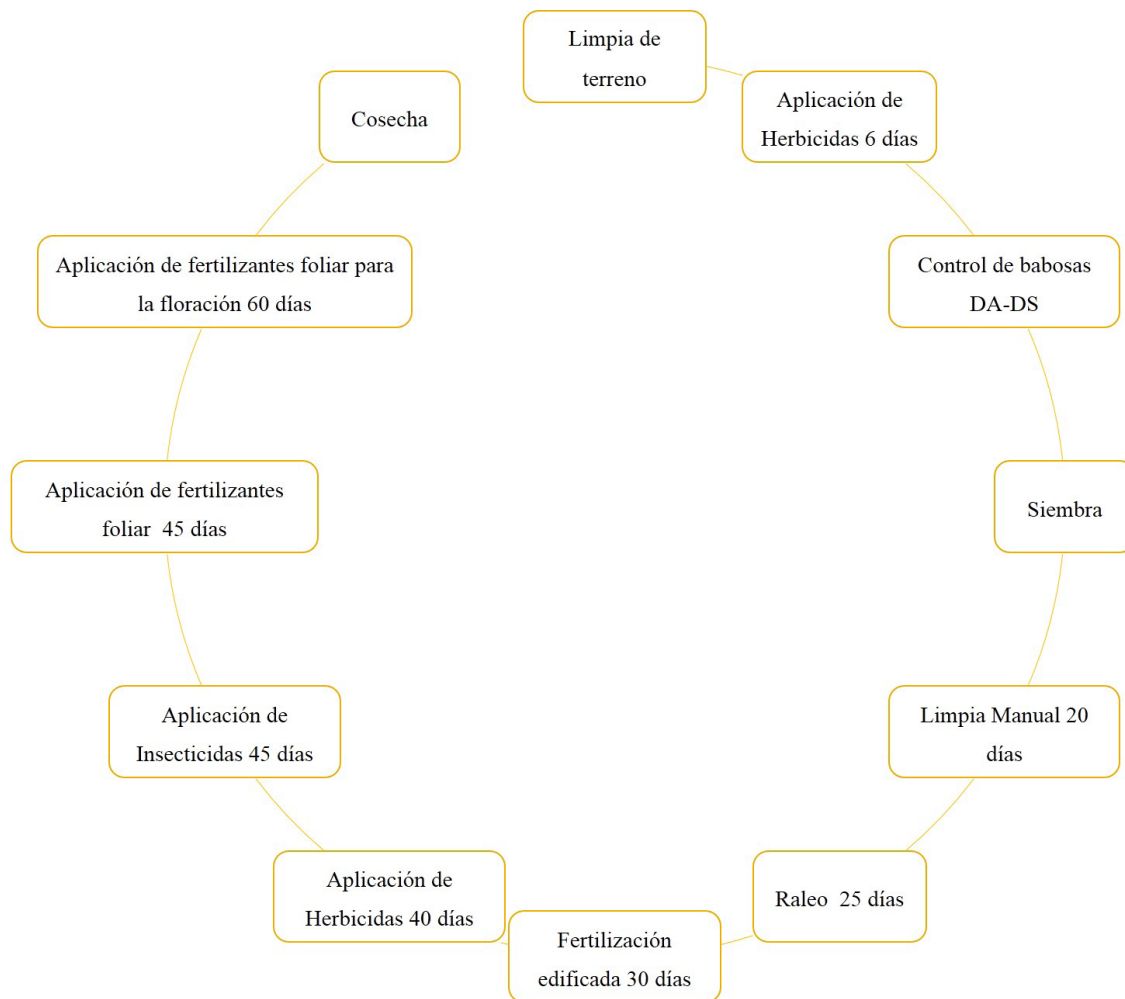 Limpia de
terreno
Aplicación de
Herbicidas 6 días
Control de babosas
DA-DS
Siembra
Limpia Manual 20
días
Raleo 25 días
Fertilización
edificada 30 días
Aplicación de
Herbicidas 40 días
Aplicación de
Insecticidas 45 días
Aplicación de fertilizantes
foliar 45 días
Aplicación de fertilizantes foliar para
la floración 60 días
Cosecha